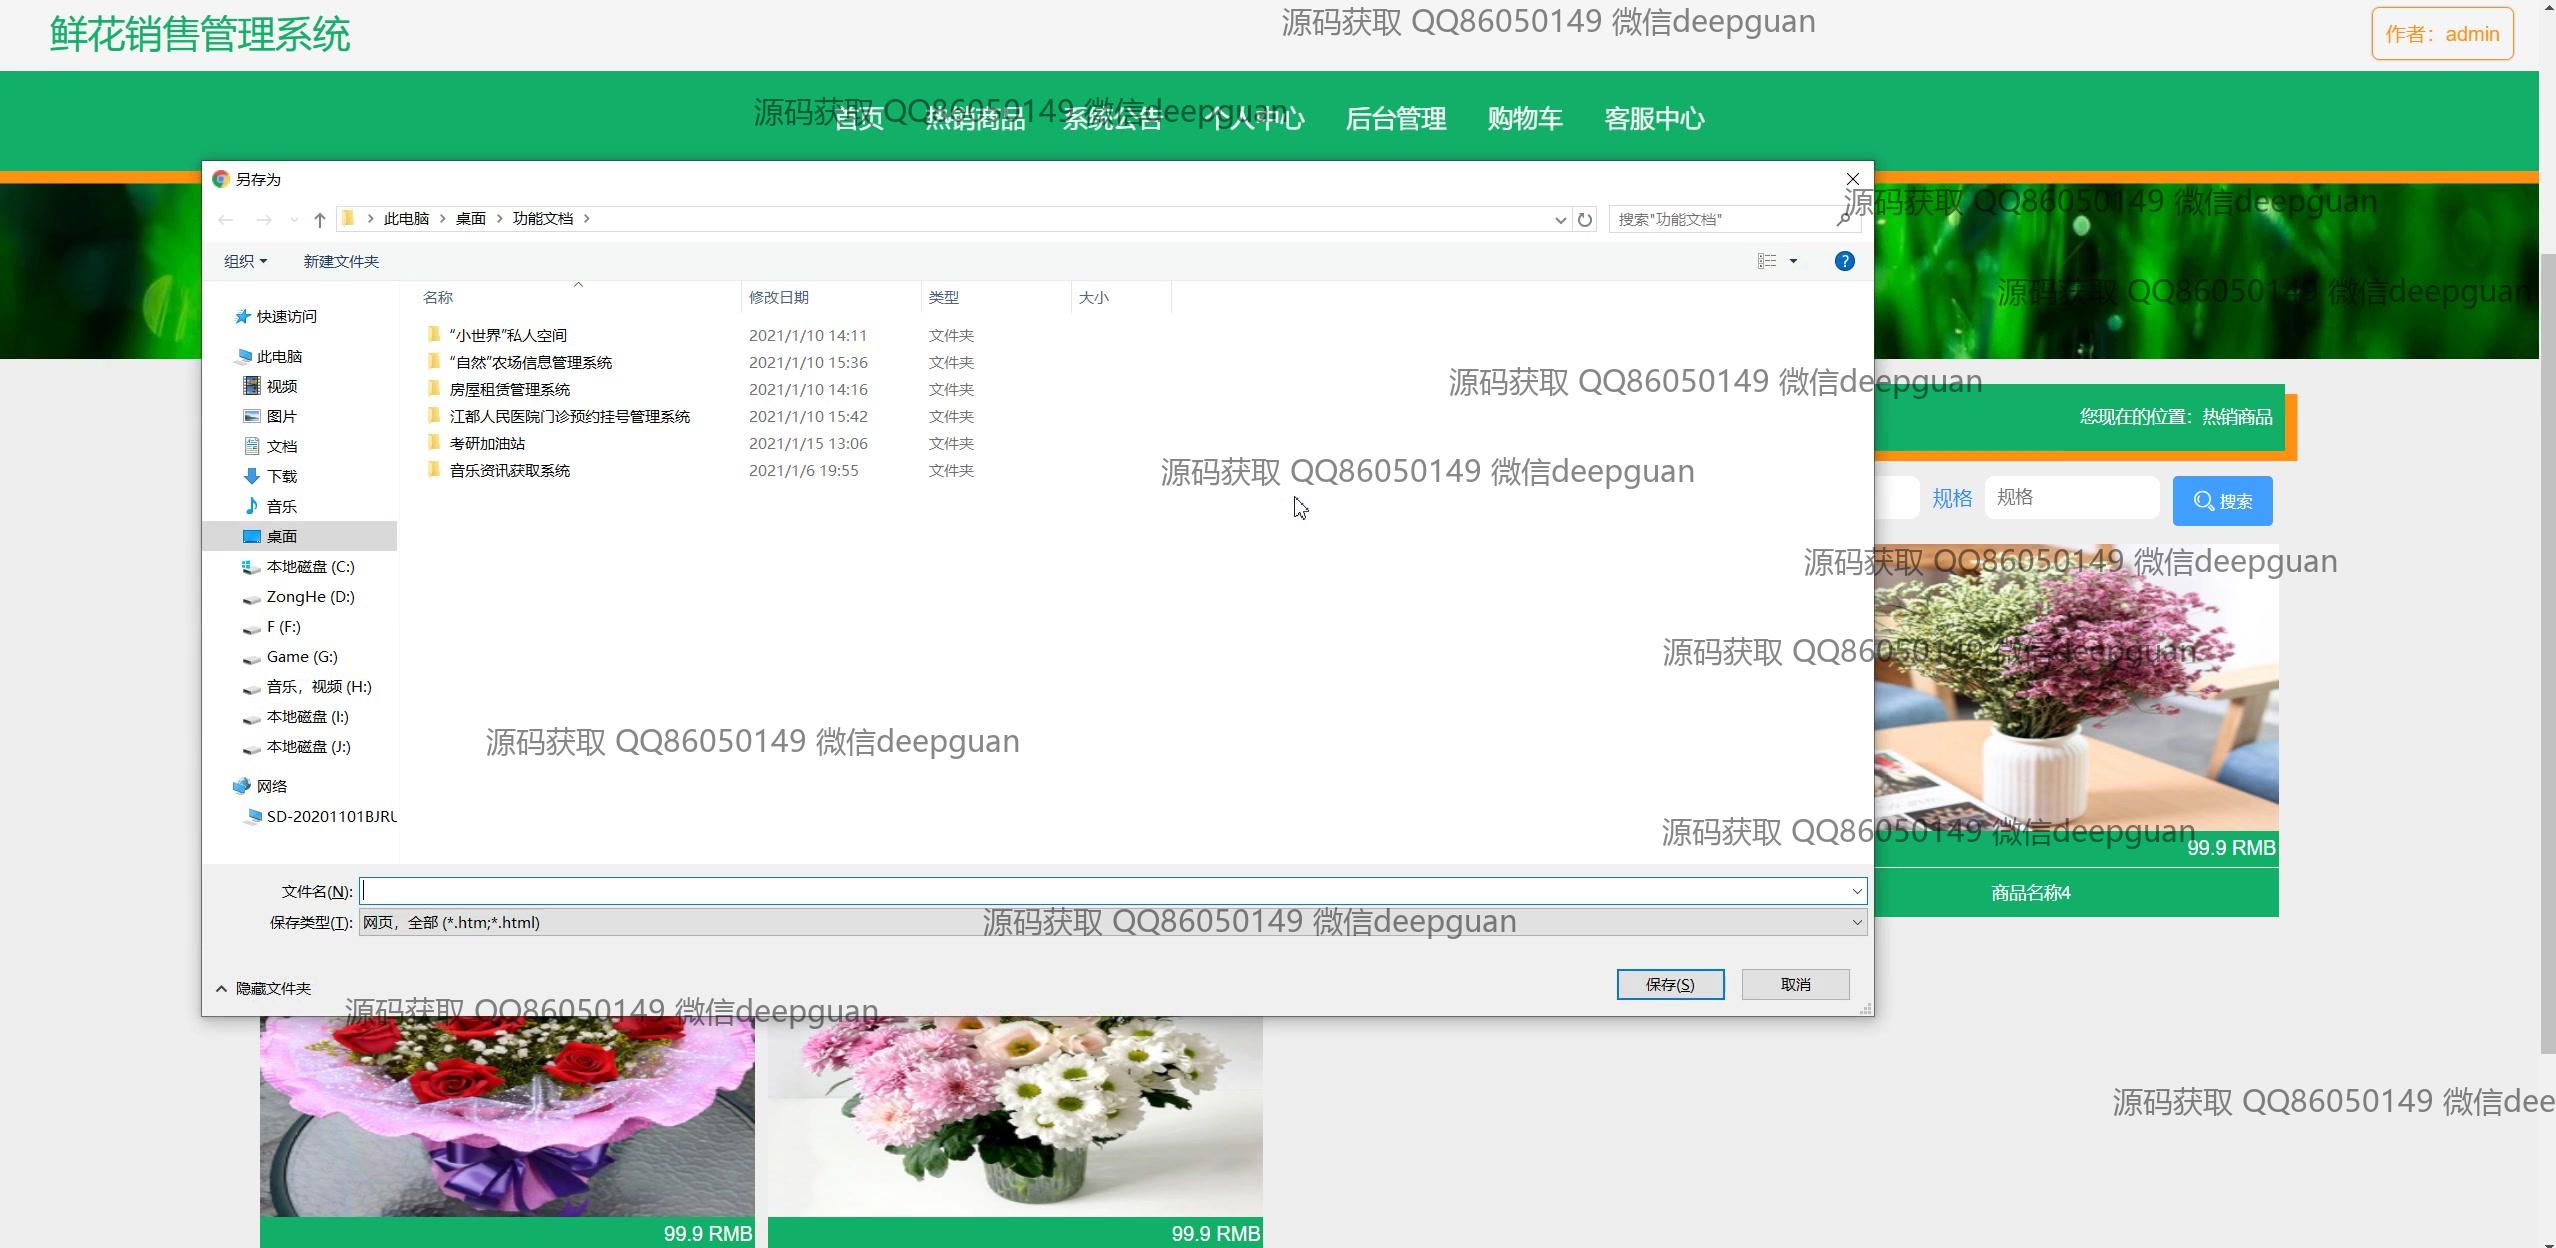 鲜花销售管理系统
源码获取 QQ86050149 微信deepguan
作者：admin
源码获取 QQ86050149 微信deepguan
首页 热销商品 系统公告 个人中心 后台管理 购物车 客服中心
另存为
源码获取 QQ86050149 微信deepguan
此电脑 桌面 功能文档
搜索"功能文档"
组织 新建文件夹
源码获取 QQ86050149 微信deepguan
名称 修改日期 类型 大小
快速访问
此电脑
视频
图片
文档
下载
音乐
桌面
本地磁盘 (C:)
ZongHe (D:)
F (F:)
Game (G:)
音乐，视频 (H:)
本地磁盘 (I:)
本地磁盘 (J:)
网络
SD-20201101BJRU
“小世界”私人空间 2021/1/10 14:11 文件夹
“自然”农场信息管理系统 2021/1/10 15:36 文件夹
房屋租赁管理系统 2021/1/10 14:16 文件夹
江都人民医院门诊预约挂号管理系统 2021/1/10 15:42 文件夹
考研加油站 2021/1/15 13:06 文件夹
音乐资讯获取系统 2021/1/6 19:55 文件夹
源码获取 QQ86050149 微信deepguan
您现在的位置：热销商品
源码获取 QQ86050149 微信deepguan
规格 规格 搜索
源码获取 QQ86050149 微信deepguan
源码获取 QQ86050149 微信deepguan
源码获取 QQ86050149 微信deepguan
源码获取 QQ86050149 微信deepguan
99.9 RMB
商品名称4
文件名(N):
保存类型(T): 网页，全部 (*.htm;*.html)
源码获取 QQ86050149 微信deepguan
隐藏文件夹
保存(S) 取消
源码获取 QQ86050149 微信deepguan
源码获取 QQ86050149 微信dee
99.9 RMB
99.9 RMB